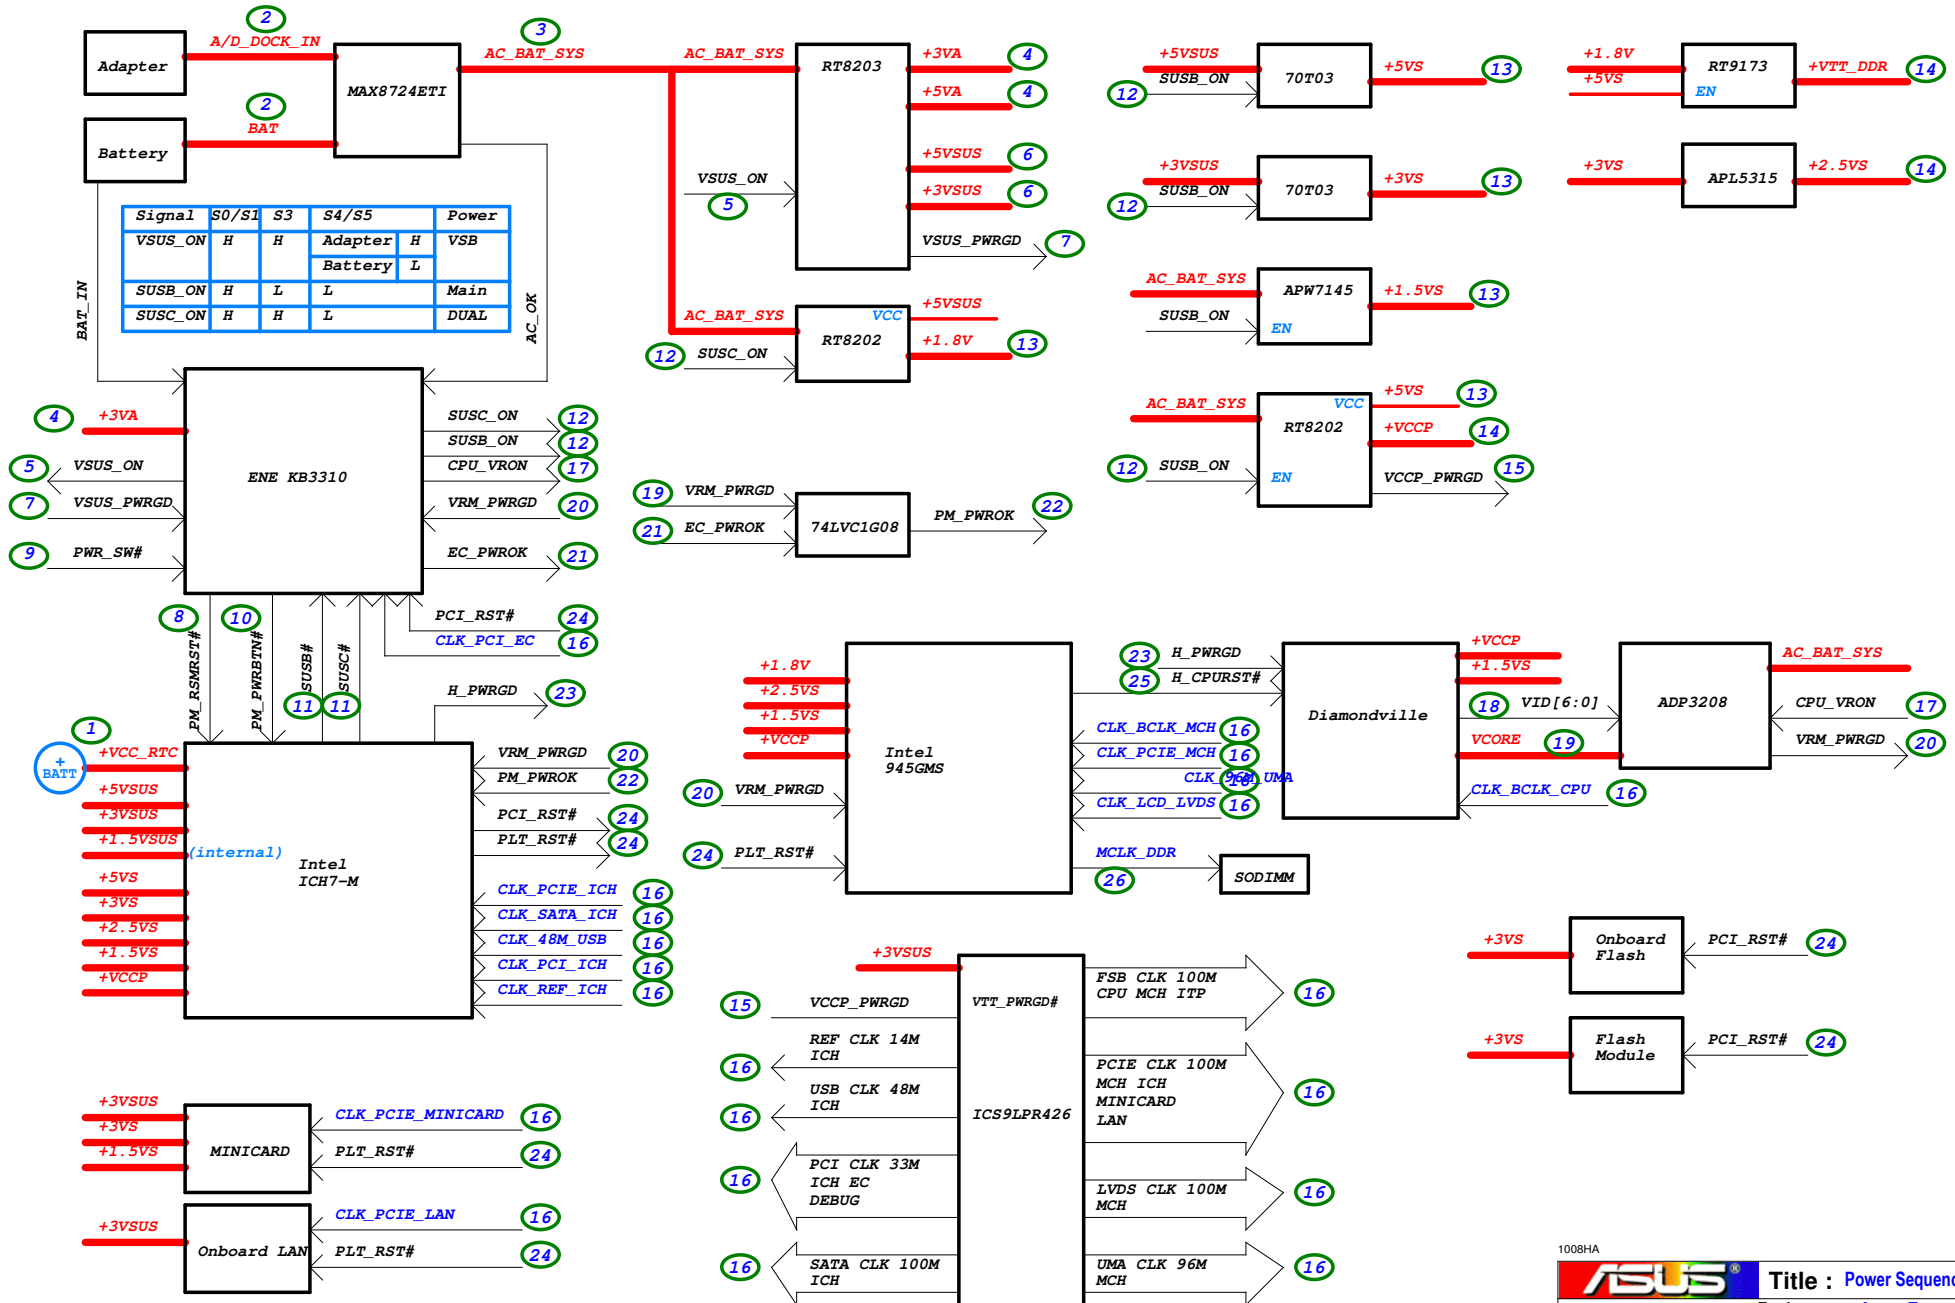 2
A/D_DOCK_IN
Adapter
2
BAT
Battery
MAX8724ETI
3
AC_BAT_SYS
AC_BAT_SYS
RT8203
+3VA
4
+5VA
4
+5VSUS
6
+3VSUS
6
VSUS_ON
5
VSUS_PWRGD
7
Signal S0/S1 S3 S4/S5 Power
VSUS_ON H H Adapter H VSB
Battery L
SUSB_ON H L L Main
SUSC_ON H H L DUAL
BAT_IN
AC_OK
AC_BAT_SYS
12
SUSC_ON
RT8202
VCC
+5VSUS
+1.8V
13
+5VSUS
SUSB_ON
12
70T03
+5VS
13
+3VSUS
SUSB_ON
12
70T03
+3VS
13
AC_BAT_SYS
SUSB_ON
APW7145
EN
+1.5VS
13
AC_BAT_SYS
12
SUSB_ON
RT8202
VCC
EN
+5VS
13
+VCCP
14
VCCP_PWRGD
15
+1.8V
+5VS
RT9173
EN
+VTT_DDR
14
+3VS
APL5315
+2.5VS
14
4
+3VA
5
VSUS_ON
7
VSUS_PWRGD
9
PWR_SW#
ENE KB3310
SUSC_ON
12
SUSB_ON
12
CPU_VRON
17
VRM_PWRGD
20
EC_PWROK
21
PCI_RST#
24
CLK_PCI_EC
16
8
PM_RSMRST#
10
PM_PWRBTN#
SUSB#
11
SUSC#
11
H_PWRGD
23
19
VRM_PWRGD
21
EC_PWROK
74LVC1G08
PM_PWROK
22
1
+
BATT
+VCC_RTC
+5VSUS
+3VSUS
+1.5VSUS
(internal)
+5VS
+3VS
+2.5VS
+1.5VS
+VCCP
Intel
ICH7-M
VRM_PWRGD
20
PM_PWROK
22
PCI_RST#
24
PLT_RST#
24
CLK_PCIE_ICH
16
CLK_SATA_ICH
16
CLK_48M_USB
16
CLK_PCI_ICH
16
CLK_REF_ICH
16
+1.8V
+2.5VS
+1.5VS
+VCCP
20
VRM_PWRGD
24
PLT_RST#
Intel
945GMS
23
H_PWRGD
25
H_CPURST#
CLK_BCLK_MCH
16
CLK_PCIE_MCH
16
CLK_96M_UMA
16
CLK_LCD_LVDS
16
MCLK_DDR
26
SODIMM
Diamondville
+VCCP
+1.5VS
18
VID[6:0]
VCORE
19
CLK_BCLK_CPU
16
ADP3208
AC_BAT_SYS
CPU_VRON
17
VRM_PWRGD
20
+3VSUS
15
VCCP_PWRGD
VTT_PWRGD#
ICS9LPR426
REF CLK 14M
ICH
16
USB CLK 48M
ICH
16
PCI CLK 33M
ICH EC
DEBUG
16
SATA CLK 100M
ICH
16
FSB CLK 100M
CPU MCH ITP
16
PCIE CLK 100M
MCH ICH
MINICARD
LAN
16
LVDS CLK 100M
MCH
16
UMA CLK 96M
MCH
16
+3VS
Onboard
Flash
PCI_RST#
24
+3VS
Flash
Module
PCI_RST#
24
+3VSUS
+3VS
+1.5VS
MINICARD
CLK_PCIE_MINICARD
16
PLT_RST#
24
+3VSUS
Onboard LAN
CLK_PCIE_LAN
16
PLT_RST#
24
1008HA
ASUS®
Title : Power Sequenc